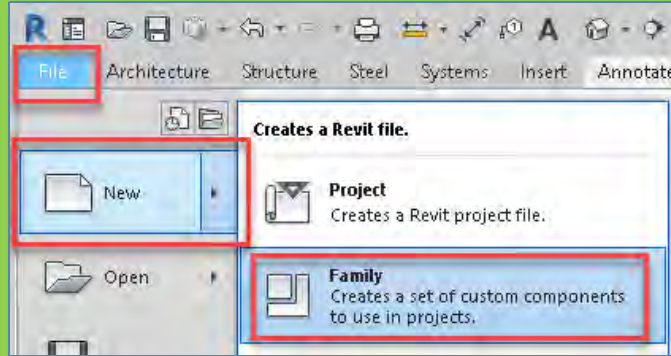 R A
File Architecture Structure Steel Systems Insert Annotate
Creates a Revit file.
New
Project
Creates a Revit project file.
Open
Family
Creates a set of custom components
to use in projects.